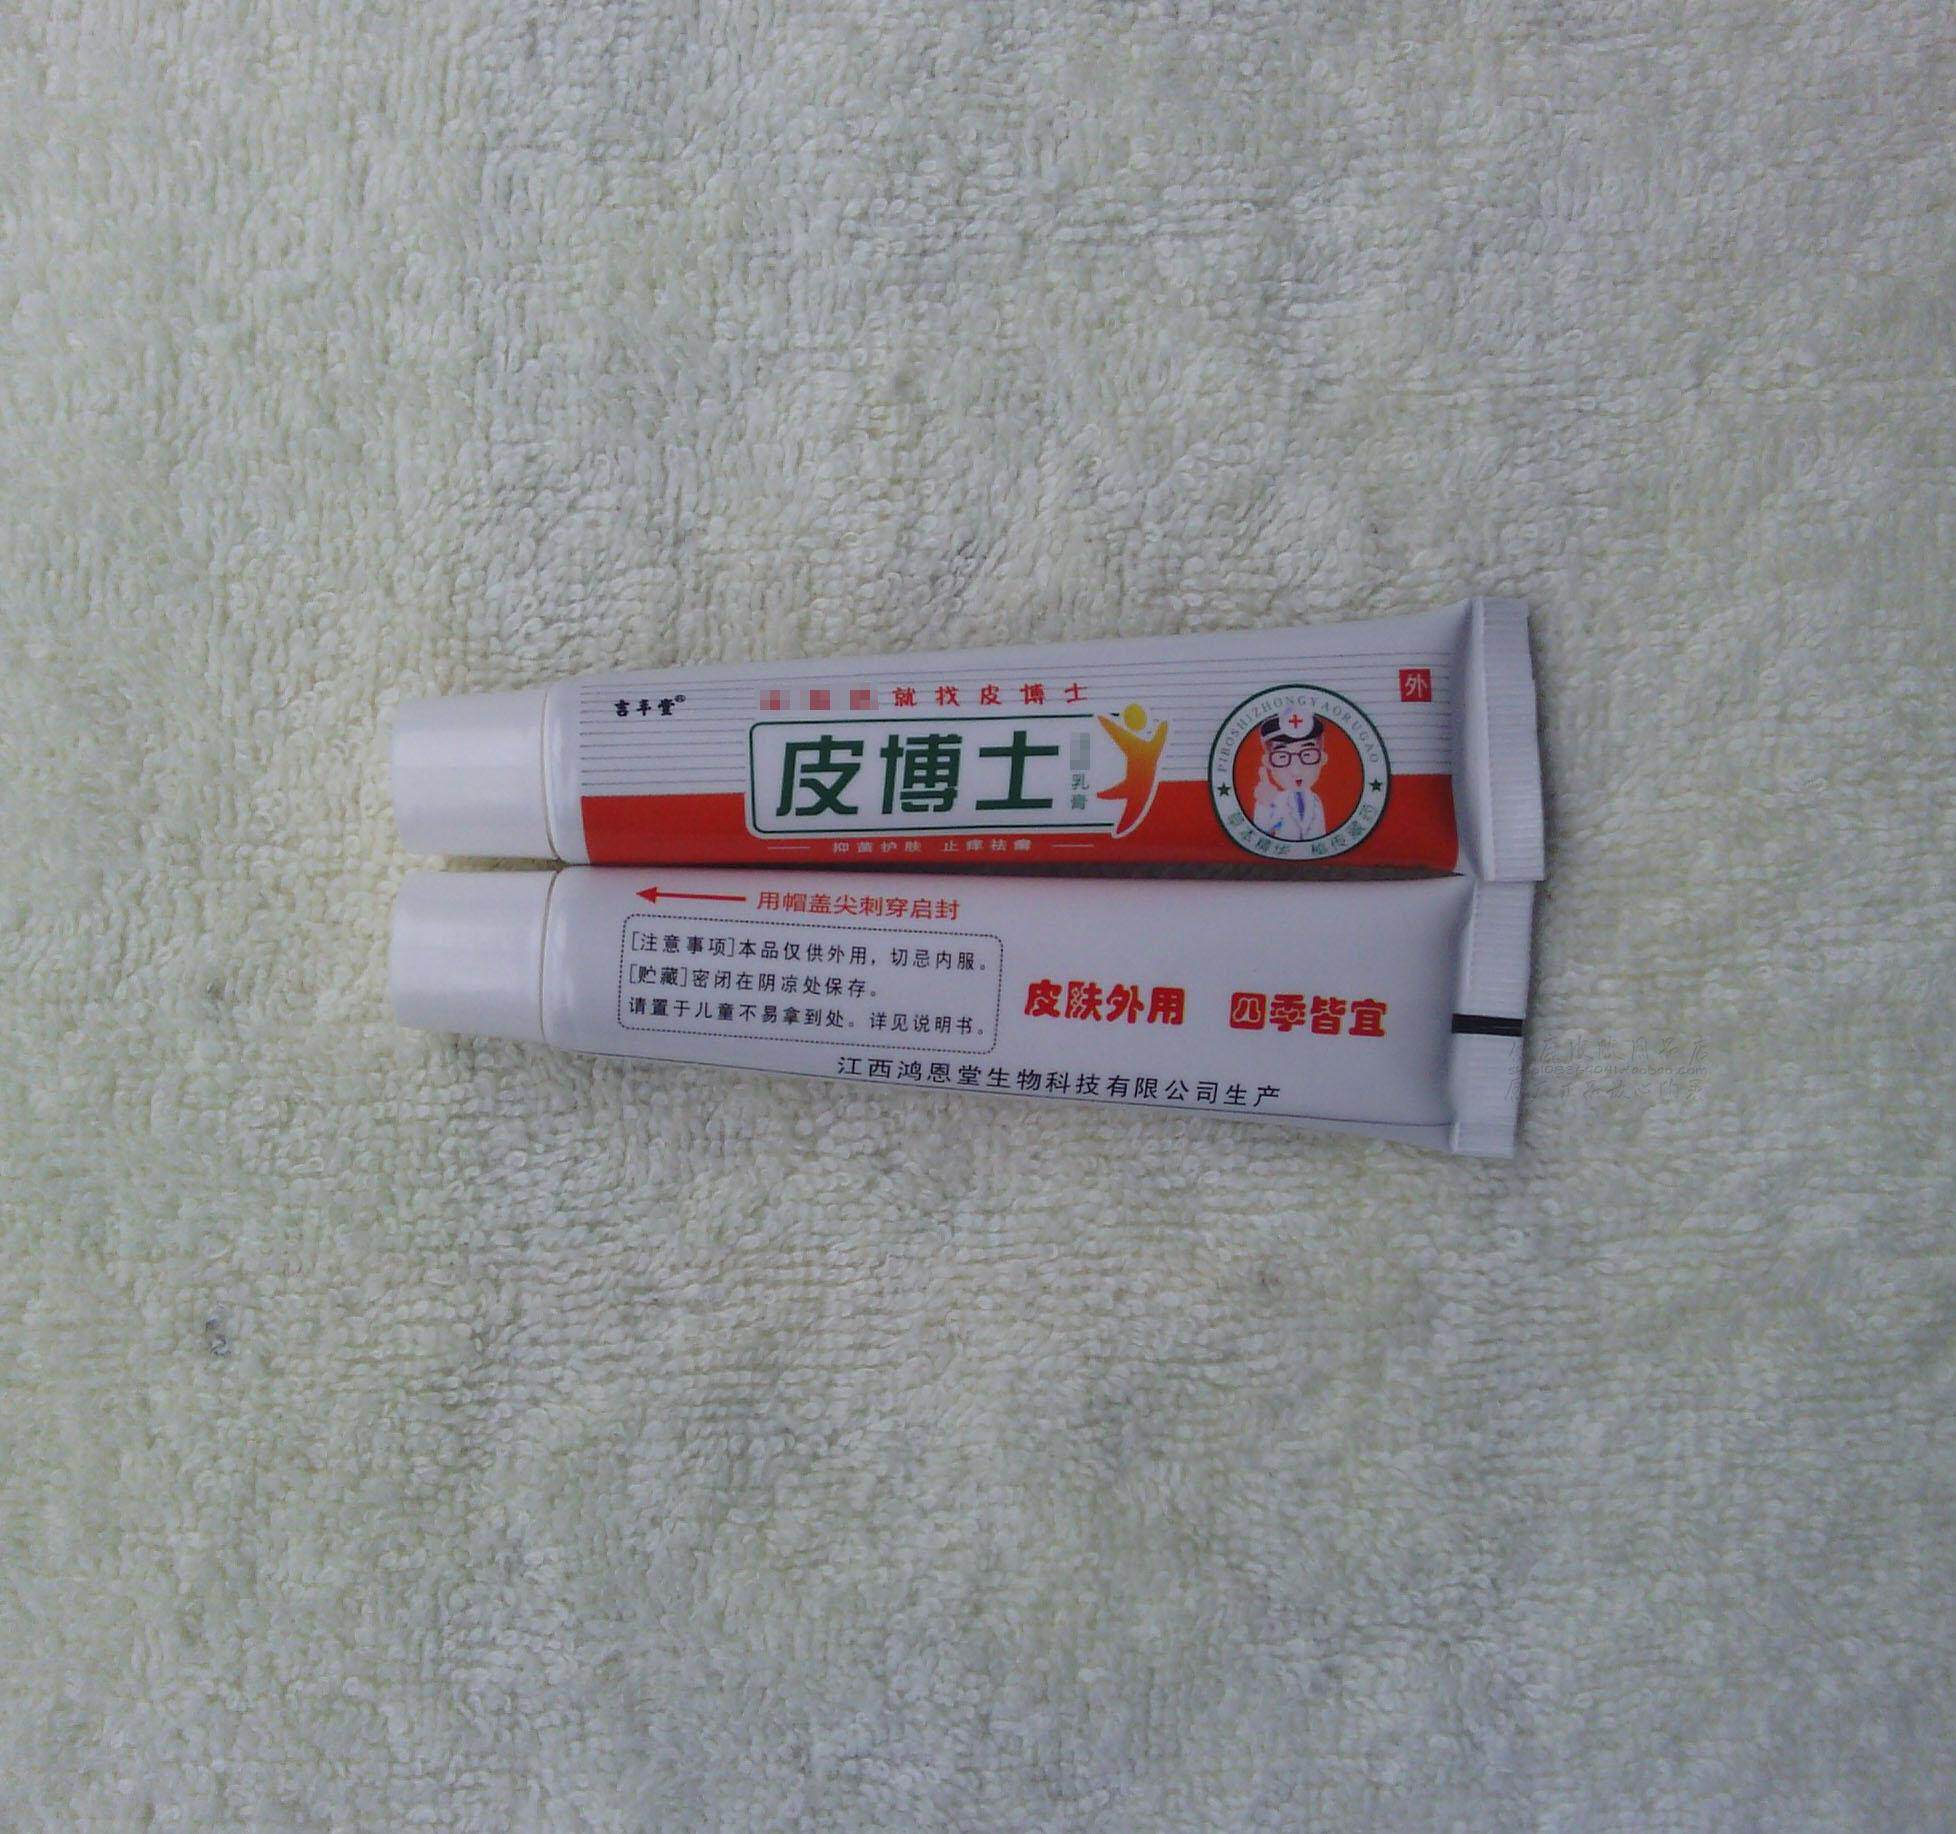 言丰堂®
就找皮博士
外
皮博士
乳膏
PIBOSHIZHONGYAORUGAO
抑菌护肤 止痒祛癣
用帽盖尖刺穿启封
[注意事项]本品仅供外用，切忌内服。
[贮藏]密闭在阴凉处保存。
请置于儿童不易拿到处。详见说明书。
皮肤外用 四季皆宜
江西鸿恩堂生物科技有限公司生产